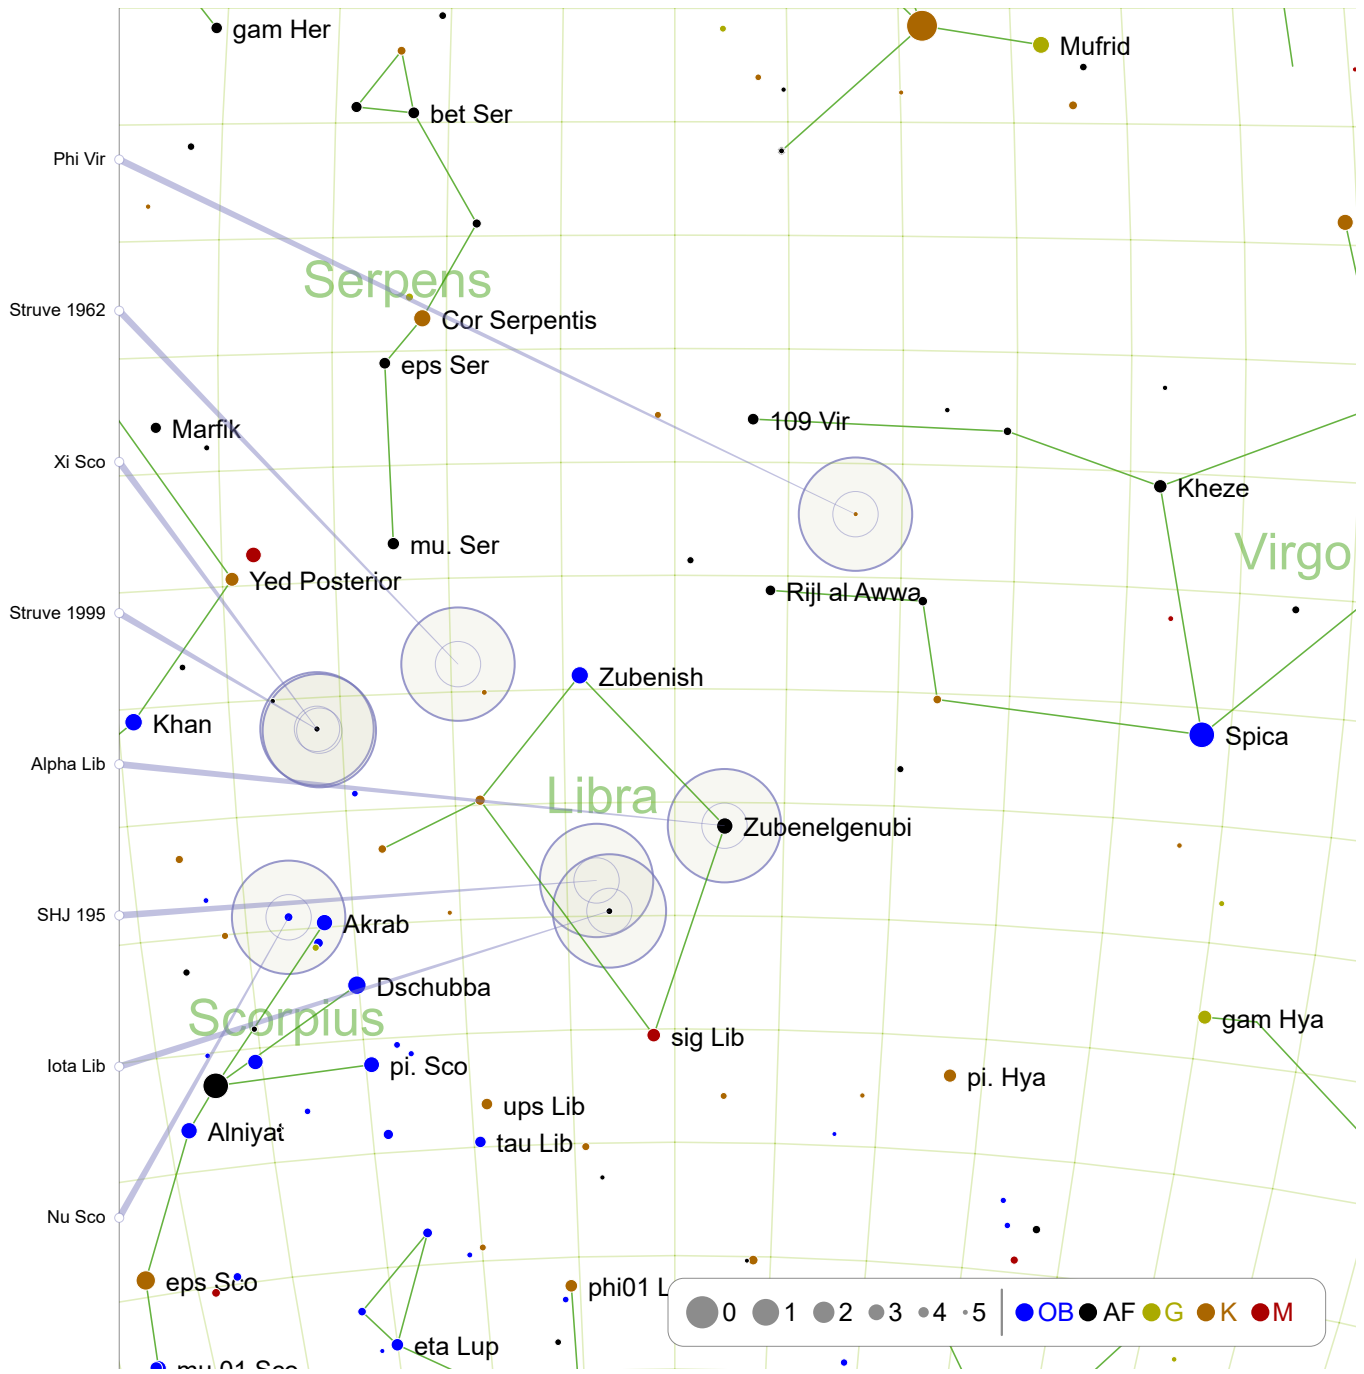 gam Her
Mufrid
bet Ser
Phi Vir
Serpens
Struve 1962
Cor Serpentis
eps Ser
109 Vir
Marfik
Xi Sco
Kheze
mu. Ser
Virgo
Yed Posterior
Rijl al Awwa
Struve 1999
Zubenish
Khan
Spica
Alpha Lib
Libra
Zubenelgenubi
SHJ 195
Akrab
Dschubba
Scorpius
gam Hya
sig Lib
Iota Lib
pi. Sco
pi. Hya
ups Lib
Alniyat
tau Lib
Nu Sco
eps Sco
phi01 L
0 1 2 3 4 5 OB AF G K M
eta Lup
mu.01 Sco